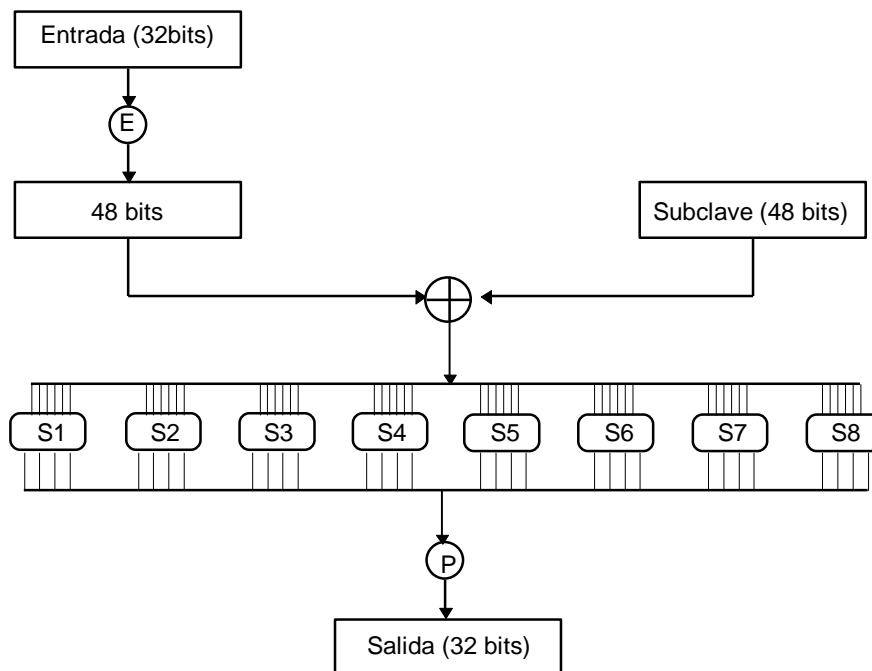 Entrada (32bits)
E
48 bits
Subclave (48 bits)
S1 S2 S3 S4 S5 S6 S7 S8
P
Salida (32 bits)